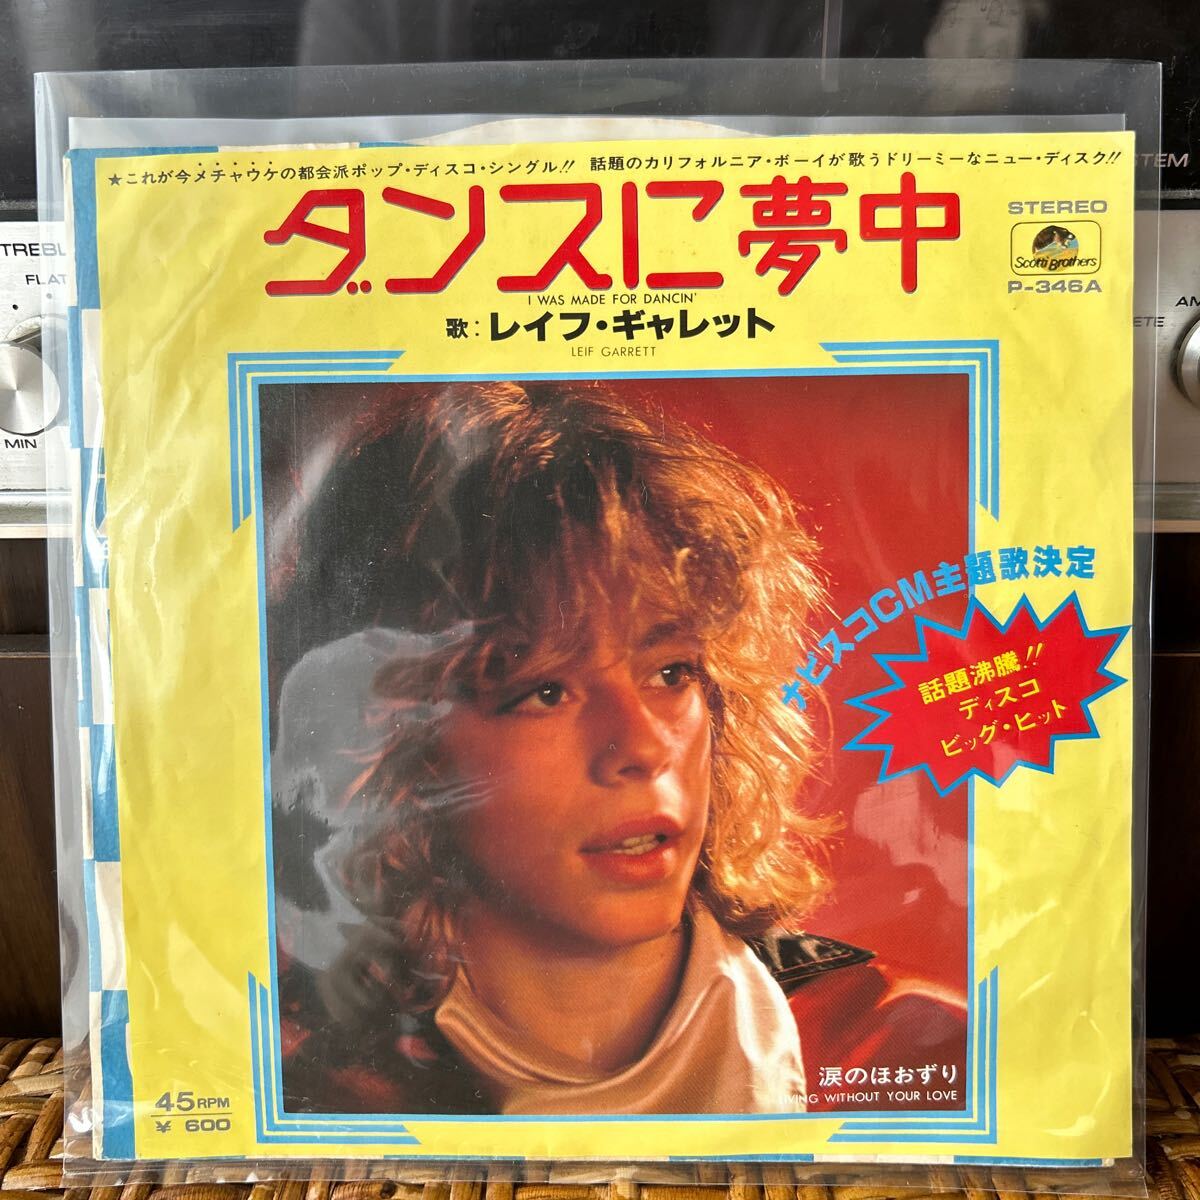 ★これが今メチャウケの都会派ポップ・ディスコ・シングル!! 話題のカリフォルニア・ボーイが歌うドリーミーなニュー・ディスク!!
ダンスに夢中
I WAS MADE FOR DANCIN'
歌:レイフ・ギャレット
LEIF GARRETT
STEREO
Scotti Brothers
P-346A
ナビスコCM主題歌決定
話題沸騰!!
ディスコ
ビッグ・ヒット
涙のほおずり
LIVING WITHOUT YOUR LOVE
45RPM
¥ 600
TREBL
FLAT
MIN
STEM
AM
ETE